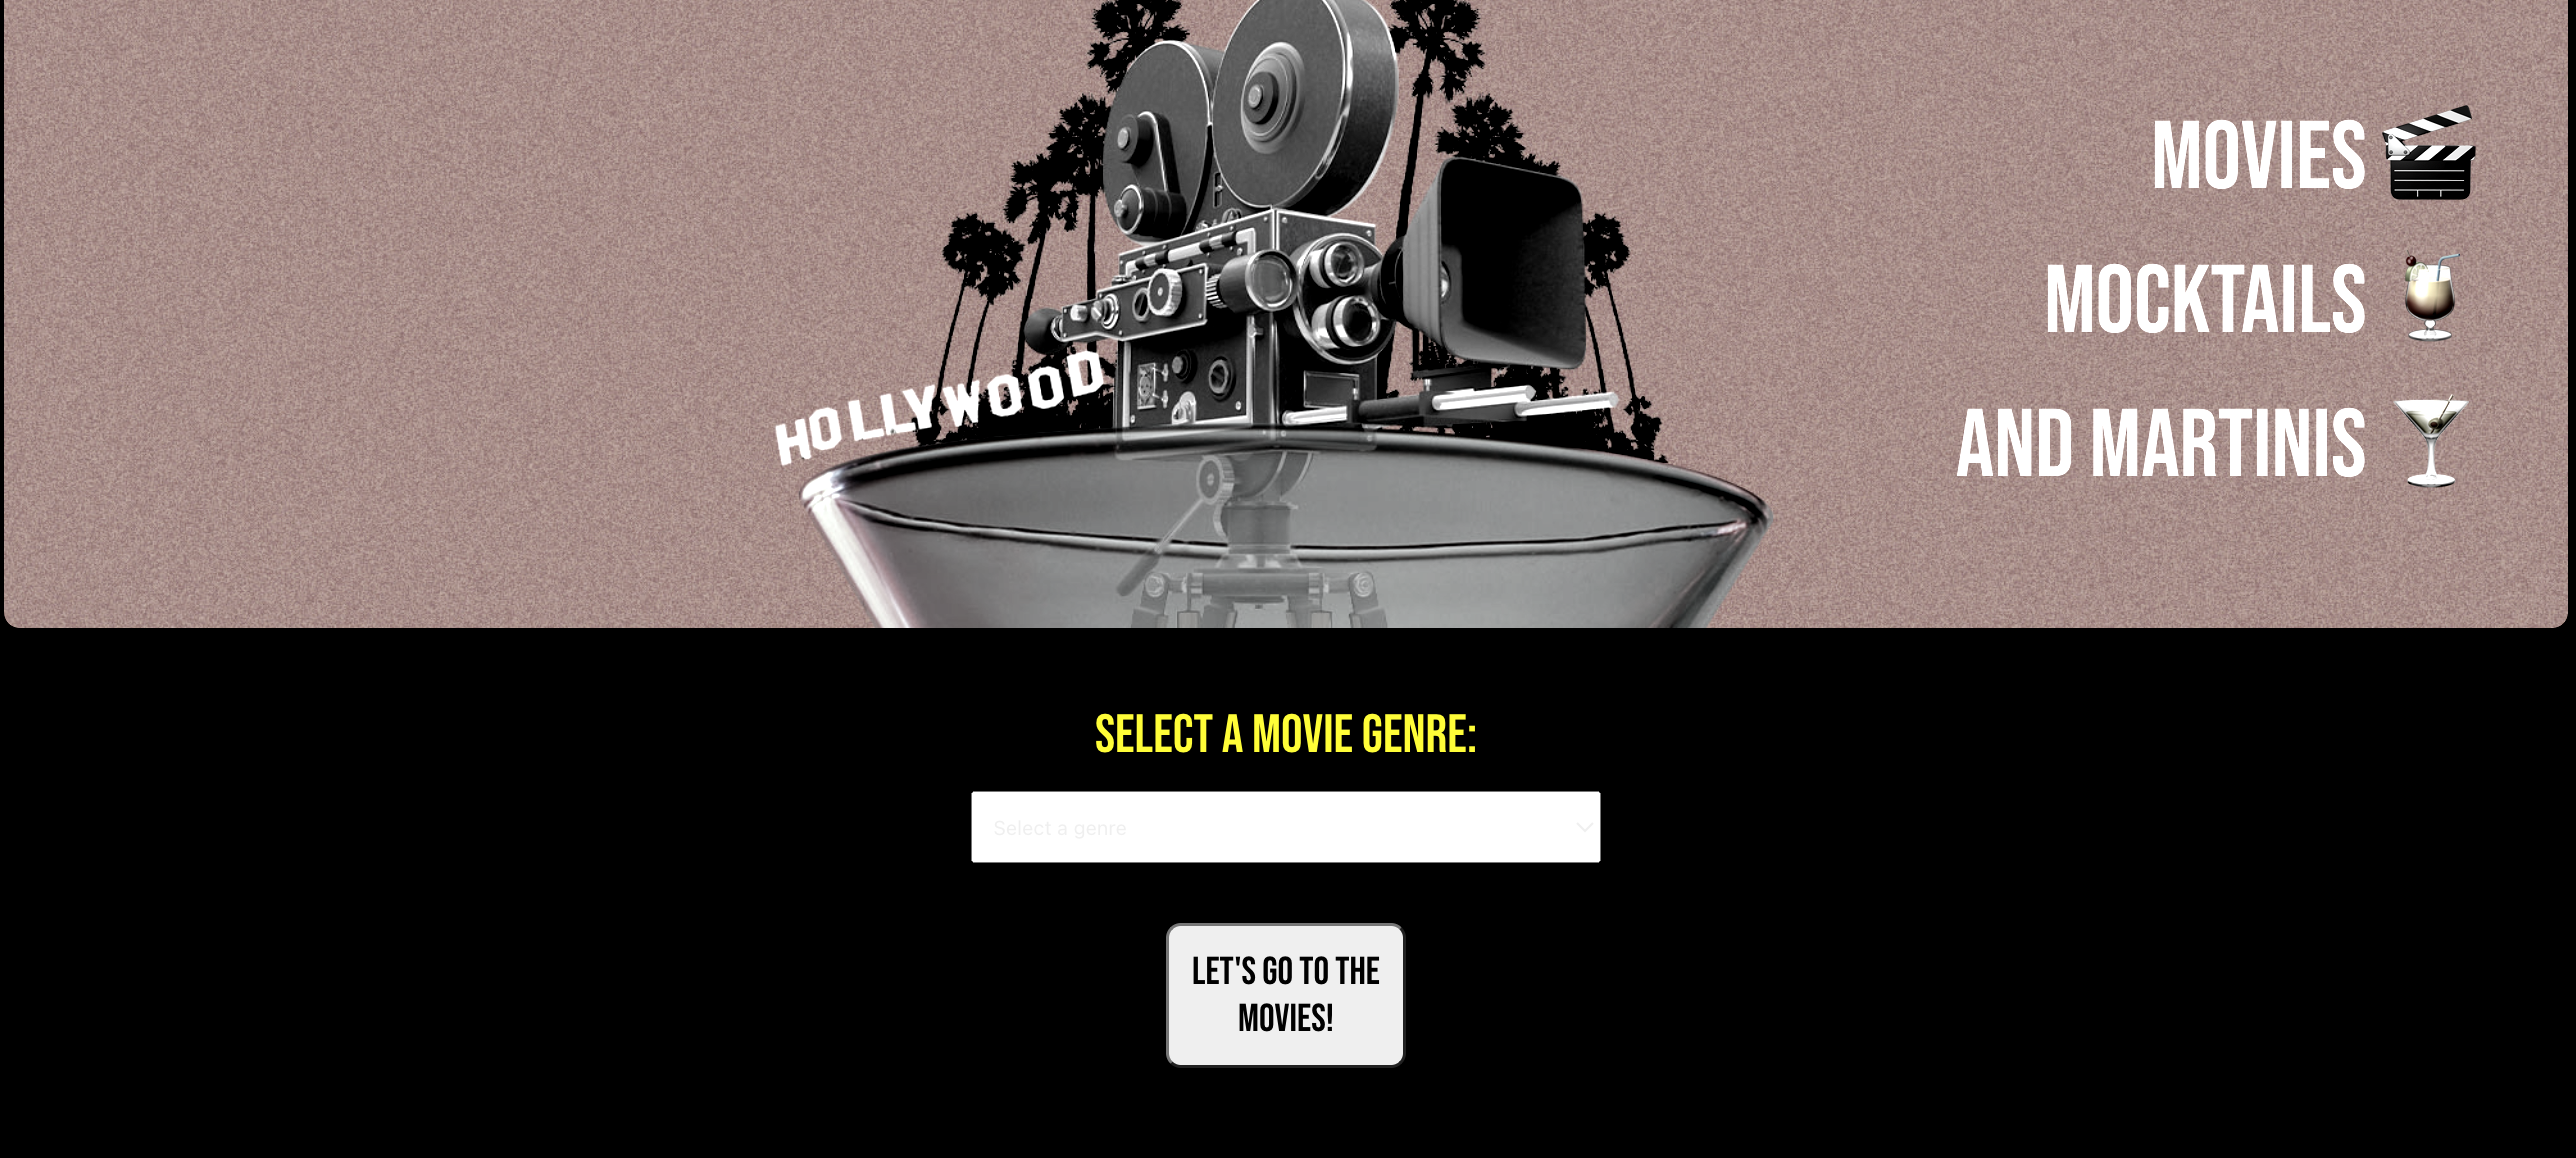 MOVIES 🎬
MOCKTAILS 🍹
AND MARTINIS 🍸
HOLLYWOOD
SELECT A MOVIE GENRE:
Select a genre
LET'S GO TO THE
MOVIES!